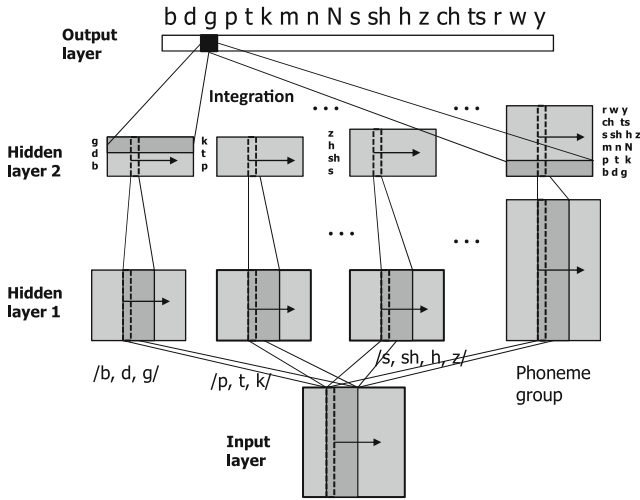 b d g p t k m n N s sh h z ch ts r w y
Output
layer
Integration
...
...
Hidden
layer 2
g
d
b
k
t
p
z
h
sh
s
r w y
ch ts
s sh h z
m n N
p t k
b d g
...
...
Hidden
layer 1
/b, d, g/
/p, t, k/
/s, sh, h, z/
Phoneme
group
Input
layer